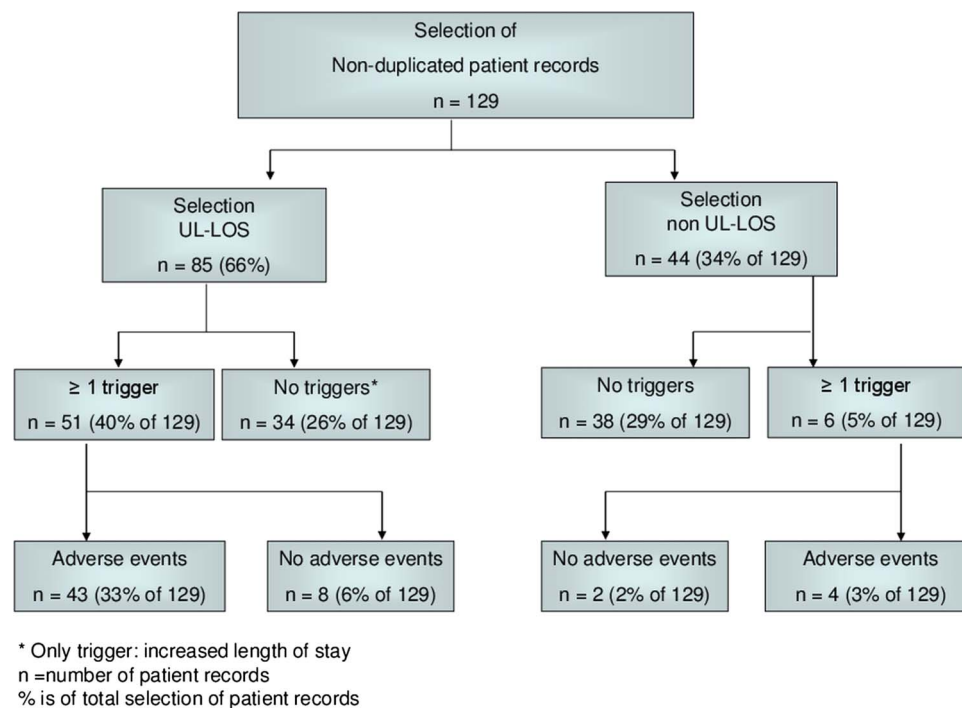 Selection of
Non-duplicated patient records
n = 129
Selection
UL-LOS
n = 85 (66%)
Selection
non UL-LOS
n = 44 (34% of 129)
≥ 1 trigger
n = 51 (40% of 129)
No triggers*
n = 34 (26% of 129)
No triggers
n = 38 (29% of 129)
≥ 1 trigger
n = 6 (5% of 129)
Adverse events
n = 43 (33% of 129)
No adverse events
n = 8 (6% of 129)
No adverse events
n = 2 (2% of 129)
Adverse events
n = 4 (3% of 129)
* Only trigger: increased length of stay
n =number of patient records
% is of total selection of patient records